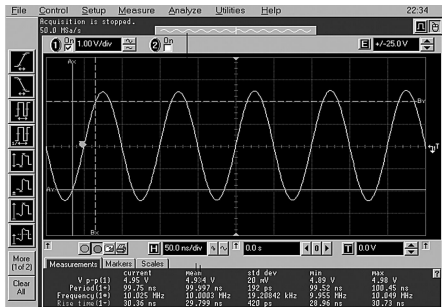 File Control Setup Measure Analyze Utilities Help 22:34
Acquisition is stopped.
50.0 MSa/s
1 On 1.00 V/div 2 On E +/-25.0 V
Ax
By
Ay
Bx
T
More
(1of 2)
Clear
All
H 50.0 ns/div 0.0 s 0 T 0.0 V
Measurements Markers Scales
current mean std dev min max
V p-p(1) 4.95 V 4.934 V 20 mV 4.89 V 4.98 V
Period(1) 99.75 ns 99.997 ns 192 ps 99.52 ns 100.45 ns
Frequency(1) 10.025 MHz 10.0003 MHz 19.20842 kHz 9.955 MHz 10.049 MHz
Rise time(1) 30.36 ns 29.799 ns 420 ps 28.96 ns 30.73 ns